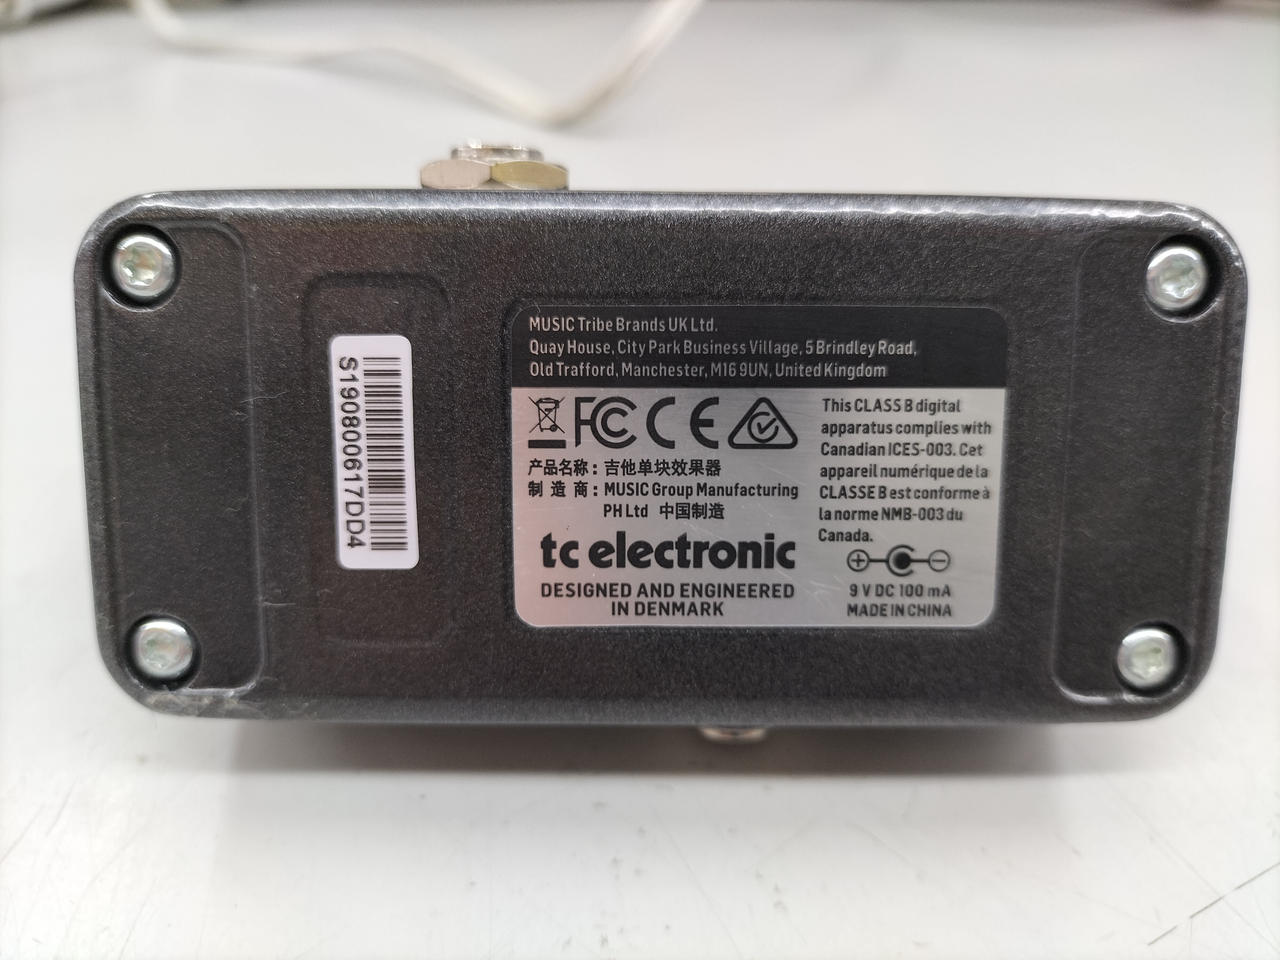 S190800617DD4
MUSIC Tribe Brands UK Ltd.
Quay House, City Park Business Village, 5 Brindley Road,
Old Trafford, Manchester, M16 9UN, United Kingdom
FC CE
产品名称：吉他单块效果器
制 造 商：MUSIC Group Manufacturing
PH Ltd 中国制造
tc electronic
DESIGNED AND ENGINEERED
IN DENMARK
This CLASS B digital
apparatus complies with
Canadian ICES-003. Cet
appareil numérique de la
CLASSE B est conforme à
la norme NMB-003 du
Canada.
9 V DC 100 mA
MADE IN CHINA